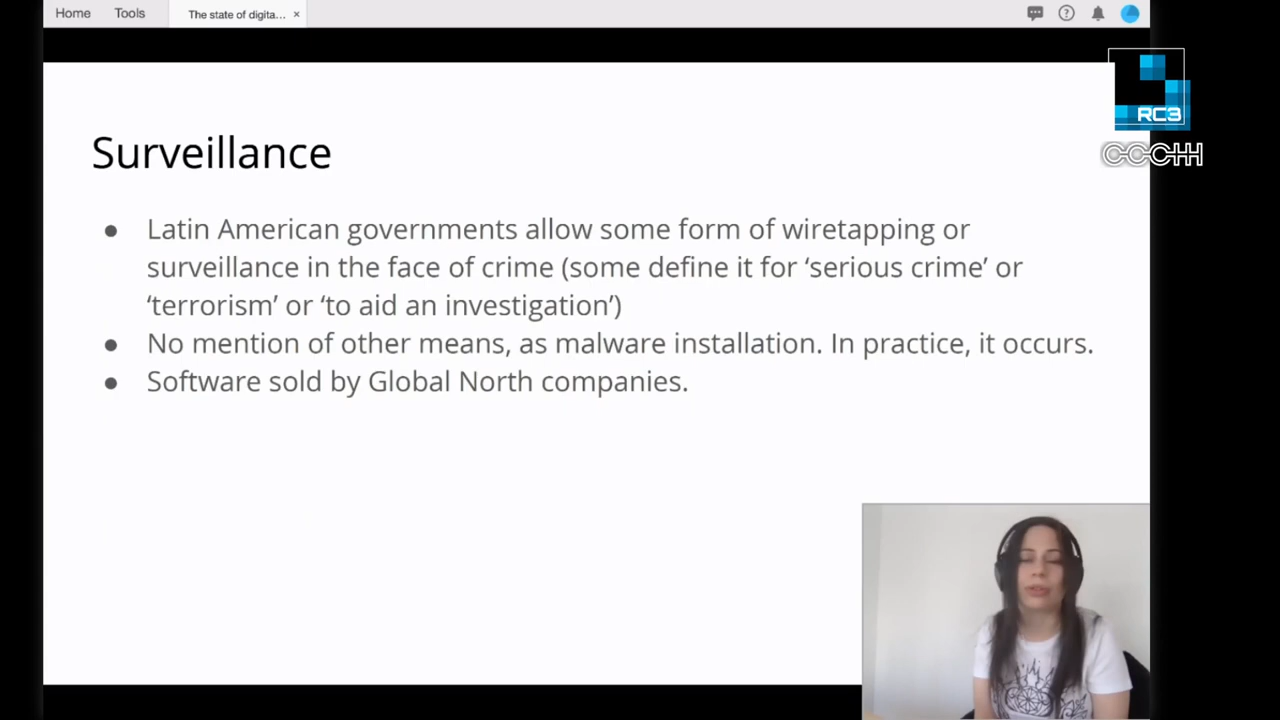 Home Tools The state of digita... ×
RC3
CCCHH
Surveillance
● Latin American governments allow some form of wiretapping or
surveillance in the face of crime (some define it for ‘serious crime’ or
‘terrorism’ or ‘to aid an investigation’)
● No mention of other means, as malware installation. In practice, it occurs.
● Software sold by Global North companies.